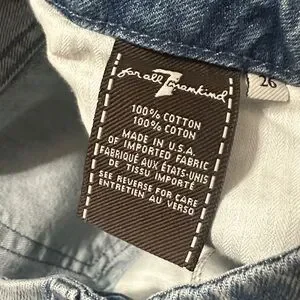 7
for all mankind
26
100% COTTON
100% COTON
MADE IN U.S.A.
OF IMPORTED FABRIC
FABRIQUÉ AUX ÉTATS-UNIS
DE TISSU IMPORTÉ
SEE REVERSE FOR CARE
ENTRETIEN AU VERSO